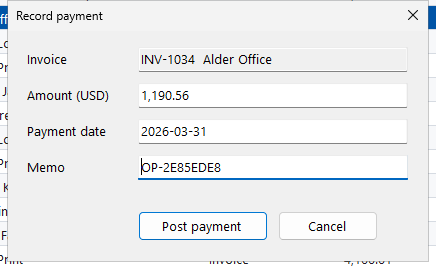 Record payment
Invoice INV-1034 Alder Office
Amount (USD) 1,190.56
Payment date 2026-03-31
Memo OP-2E85EDE8
Post payment Cancel